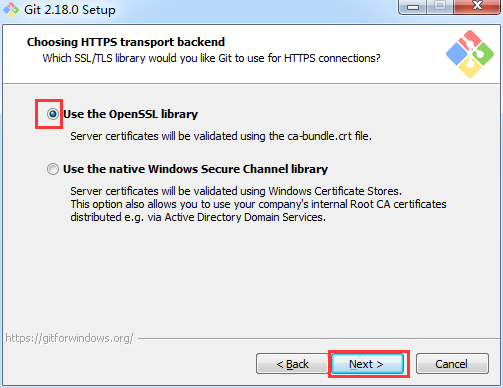 Git 2.18.0 Setup
Choosing HTTPS transport backend
Which SSL/TLS library would you like Git to use for HTTPS connections?
Use the OpenSSL library
Server certificates will be validated using the ca-bundle.crt file.
Use the native Windows Secure Channel library
Server certificates will be validated using Windows Certificate Stores.
This option also allows you to use your company's internal Root CA certificates
distributed e.g. via Active Directory Domain Services.
https://gitforwindows.org/
< Back
Next >
Cancel